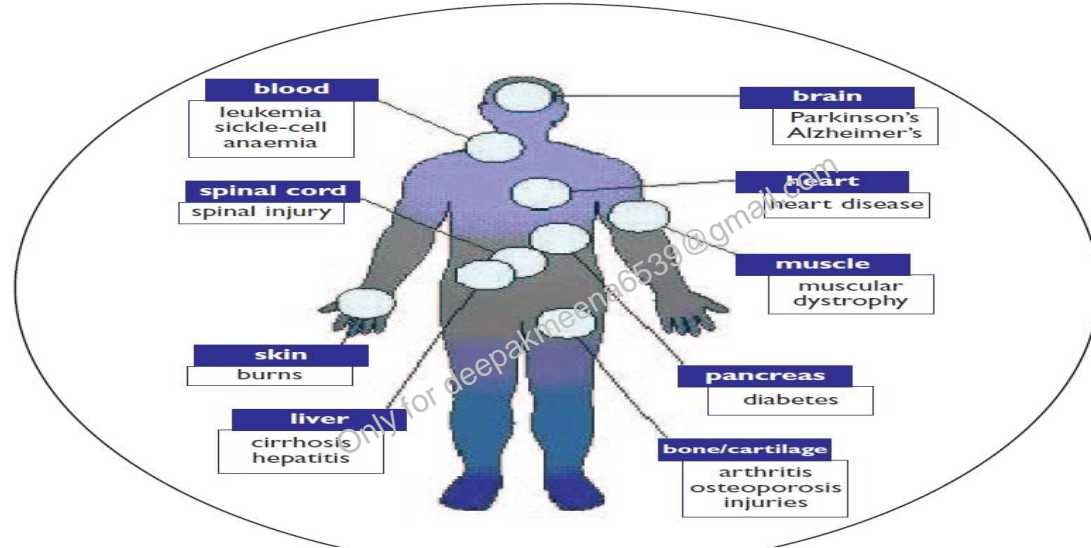 blood
leukemia
sickle-cell
anaemia
spinal cord
spinal injury
skin
burns
liver
cirrhosis
hepatitis
brain
Parkinson's
Alzheimer's
heart
heart disease
muscle
muscular
dystrophy
pancreas
diabetes
bone/cartilage
arthritis
osteoporosis
injuries
Only for deepakmeena6539@gmail.com